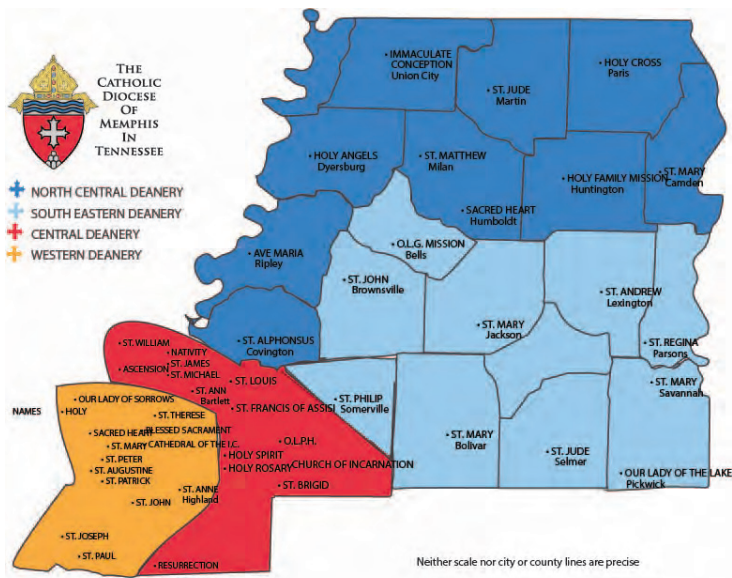 THE
CATHOLIC
DIOCESE
OF
MEMPHIS
IN
TENNESSEE
NORTH CENTRAL DEANERY
SOUTH EASTERN DEANERY
CENTRAL DEANERY
WESTERN DEANERY
IMMACULATE
CONCEPTION
Union City
ST. JUDE
Martin
HOLY CROSS
Paris
HOLY ANGELS
Dyersburg
ST. MATTHEW
Milan
HOLY FAMILY MISSION
Huntington
ST. MARY
Camden
SACRED HEART
Humboldt
O.L.G. MISSION
Bells
AVE MARIA
Ripley
ST. JOHN
Brownsville
ST. ANDREW
Lexington
ST. MARY
Jackson
ST. ALPHONSUS
Covington
ST. REGINA
Parsons
ST. WILLIAM
NATIVITY
ST. JAMES
ASCENSION
ST. MICHAEL
ST. LOUIS
ST. ANN
Bartlett
ST. MARY
Savannah
OUR LADY OF SORROWS
NAMES
HOLY
ST. THERESE
ST. FRANCIS OF ASSISI
ST. PHILIP
Somerville
SACRED HEART
BLESSED SACRAMENT
ST. MARY
CATHEDRAL OF THE I.C.
O.L.P.H.
ST. MARY
Bolivar
ST. PETER
HOLY SPIRIT
ST. AUGUSTINE
HOLY ROSARY
CHURCH OF INCARNATION
ST. JUDE
Selmer
ST. PATRICK
ST. ANNE
Highland
ST. BRIGID
OUR LADY OF THE LAKE
Pickwick
ST. JOHN
ST. JOSEPH
ST. PAUL
RESURRECTION
Neither scale nor city or county lines are precise